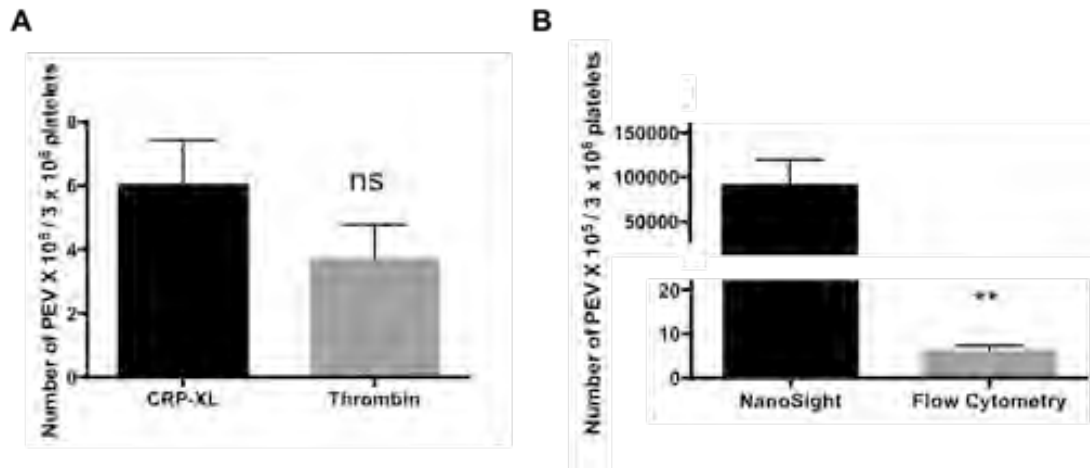 A
B
Number of PEV X 10⁵ / 3 x 10⁶ platelets
8
6
4
2
0
ns
CRP-XL
Thrombin
Number of PEV X 10⁵ / 3 x 10⁶ platelets
150000
100000
50000
20
10
0
**
NanoSight
Flow Cytometry